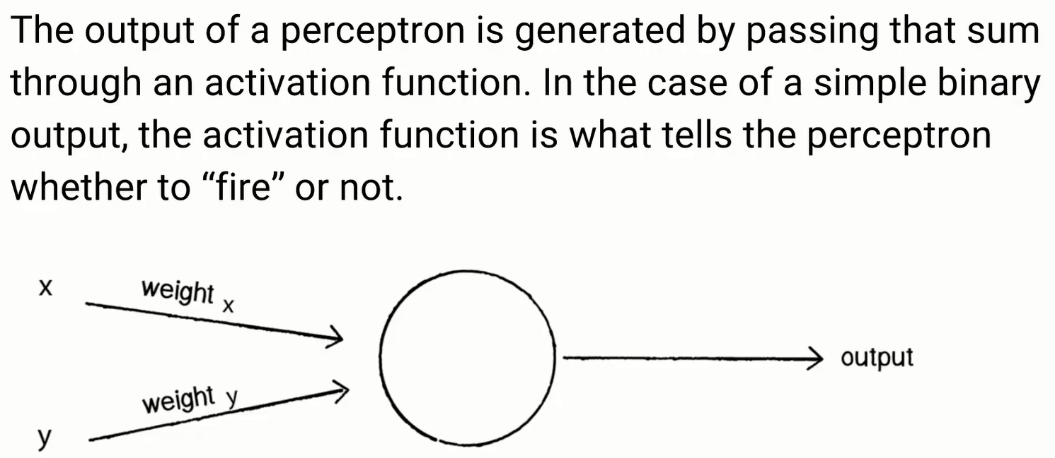 The output of a perceptron is generated by passing that sum
through an activation function. In the case of a simple binary
output, the activation function is what tells the perceptron
whether to “fire” or not.
x
weight x
output
weight y
y